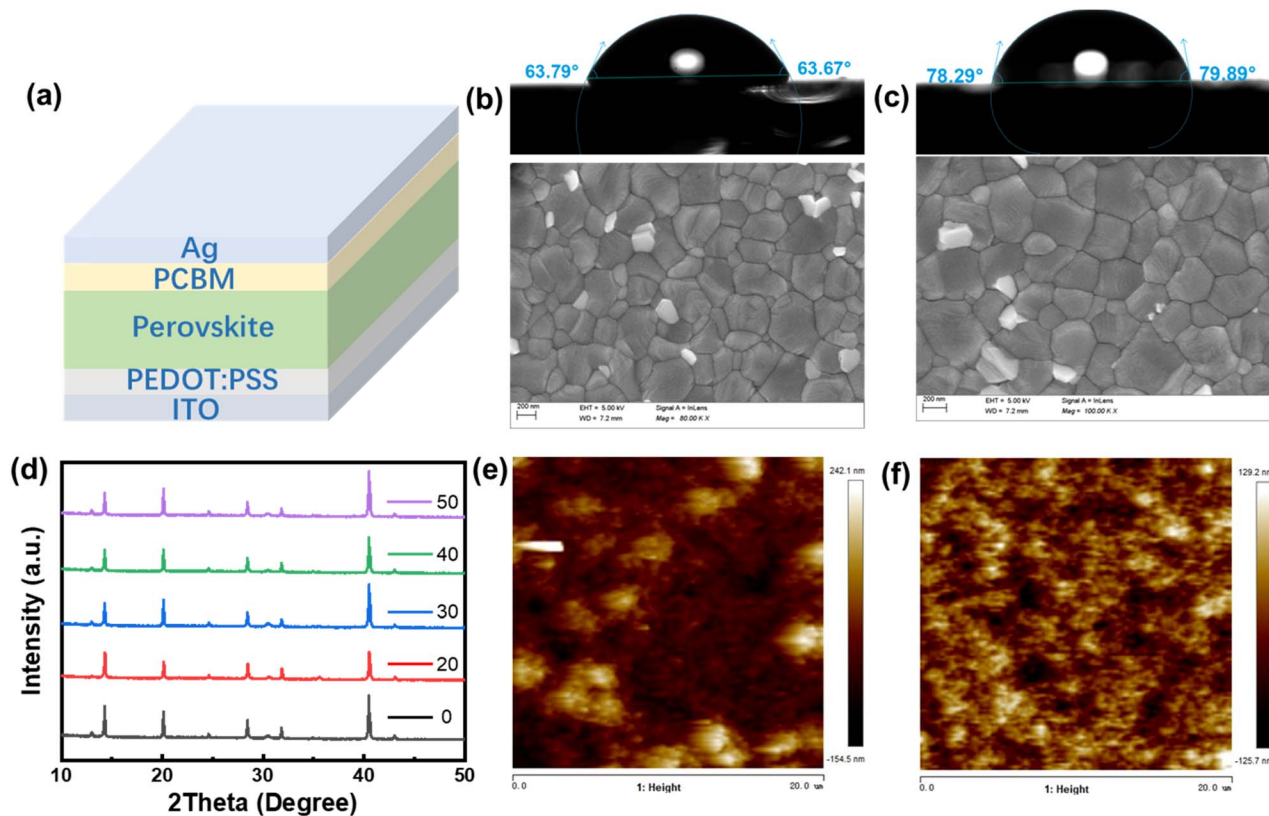 (a)
Ag
PCBM
Perovskite
PEDOT:PSS
ITO
(b)
63.79°
63.67°
200 nm
EHT = 5.00 kV
Signal A = InLens
WD = 7.2 mm
Mag = 80.00 K X
(c)
78.29°
79.89°
200 nm
EHT = 5.00 kV
Signal A = InLens
WD = 7.2 mm
Mag = 100.00 K X
(d)
Intensity (a.u.)
50
40
30
20
0
10 20 30 40 50
2Theta (Degree)
(e)
242.1 nm
-154.5 nm
0.0 1: Height 20.0 um
(f)
129.2 nm
-125.7 nm
0.0 1: Height 20.0 um